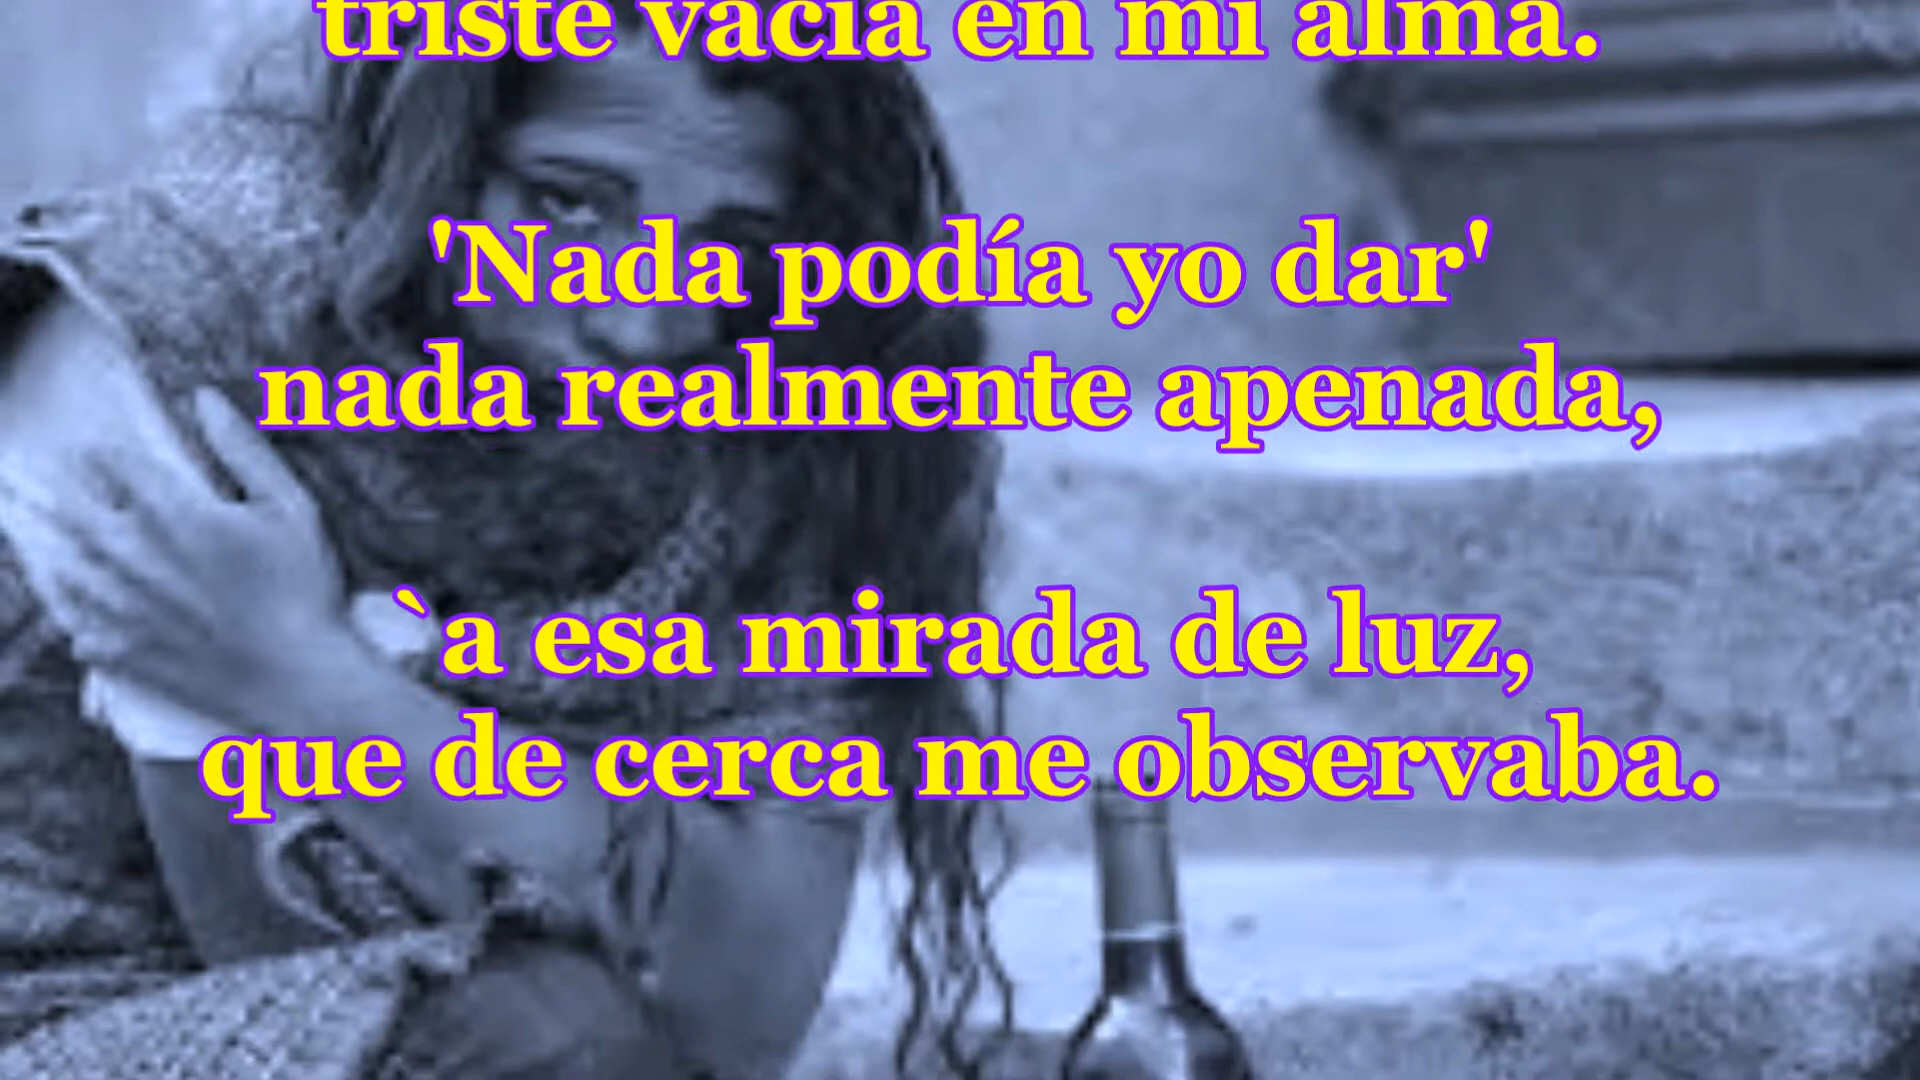 triste vacía en mi alma.
'Nada podía yo dar'
nada realmente apenada,
`a esa mirada de luz,
que de cerca me observaba.